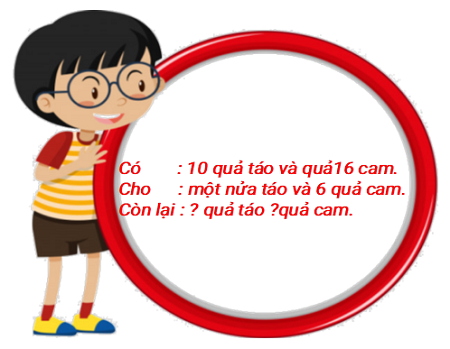 Có : 10 quả táo và quả16 cam.
Cho : một nửa táo và 6 quả cam.
Còn lại : ? quả táo ?quả cam.